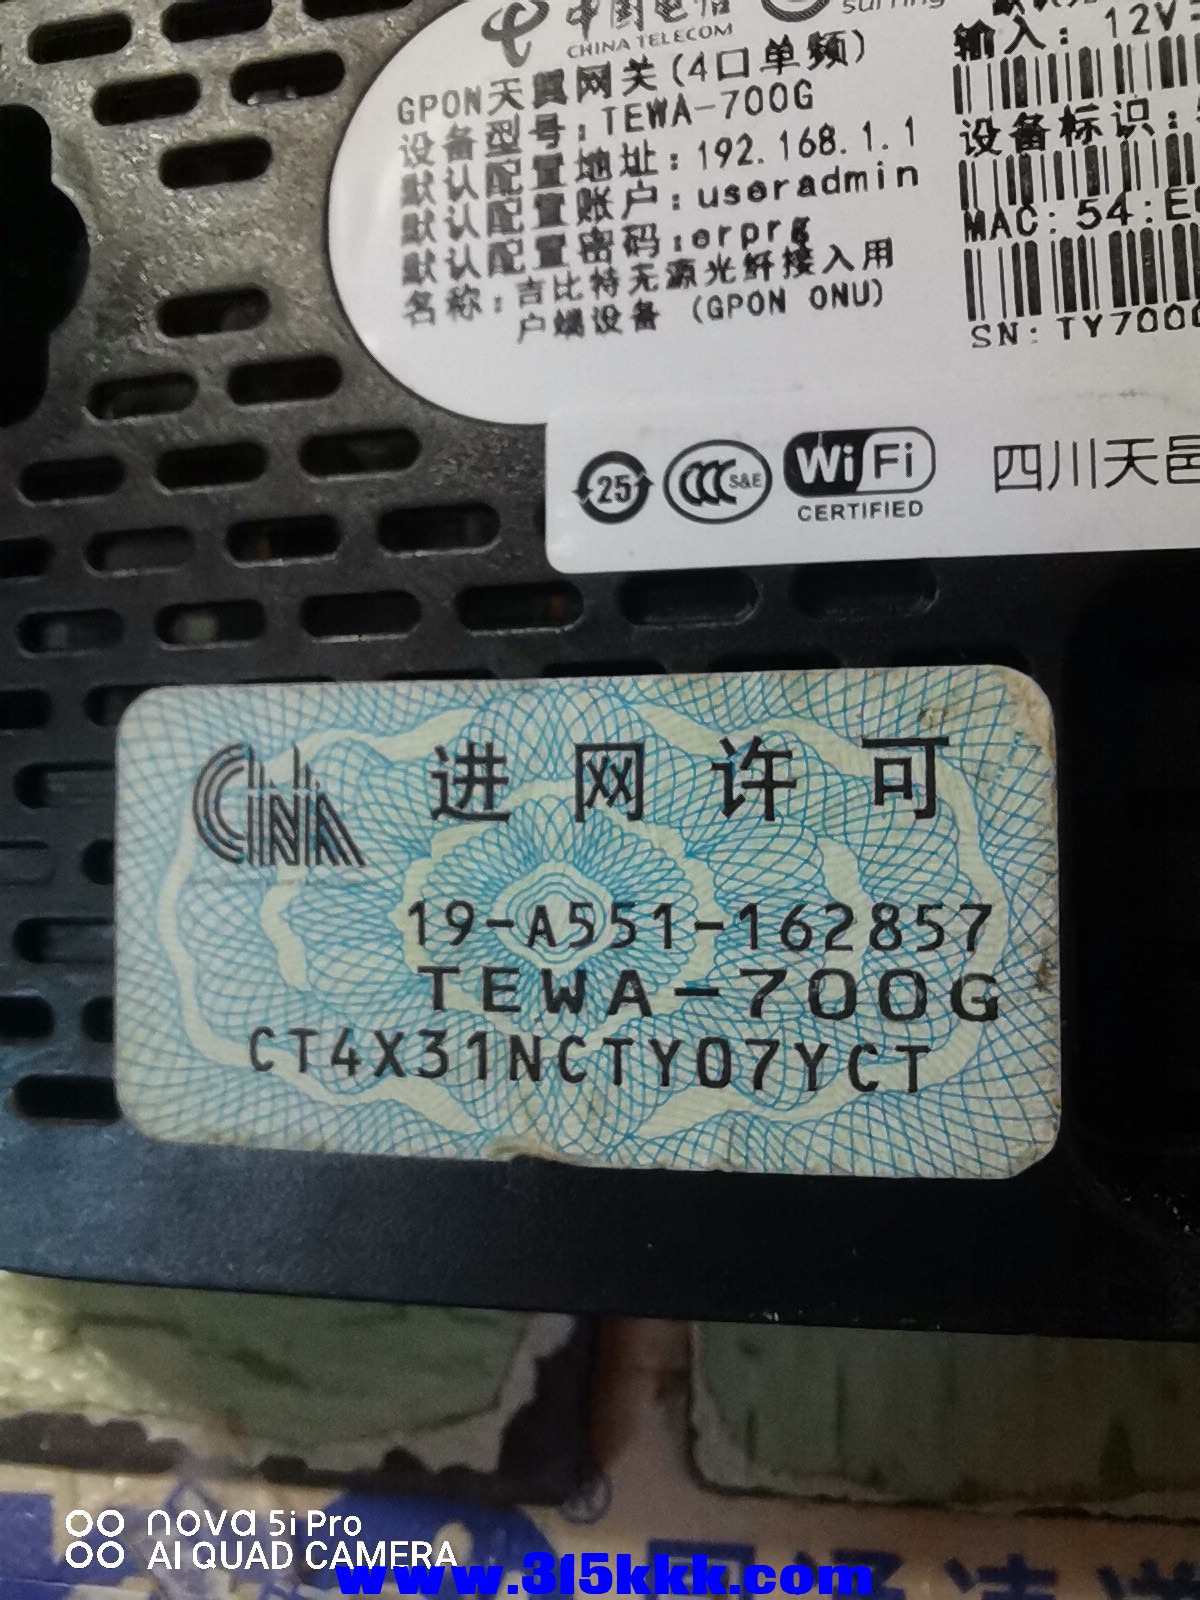 中国电信
CHINA TELECOM
GPON天翼网关(4口单频)
设备型号：TEWA-700G
默认配置地址：192.168.1.1
默认配置账户：useradmin
默认配置密码：erprg
名称：吉比特无源光纤接入用
户端设备 (GPON ONU)
输入：12V
设备标识：
MAC:54:E
SN:TY700
25
CCC S&E
Wi Fi
CERTIFIED
四川天邑
CNA
进网许可
19-A551-162857
TEWA-700G
CT4X31NCTY07YCT
nova 5i Pro
AI QUAD CAMERA
www.315kkk.com